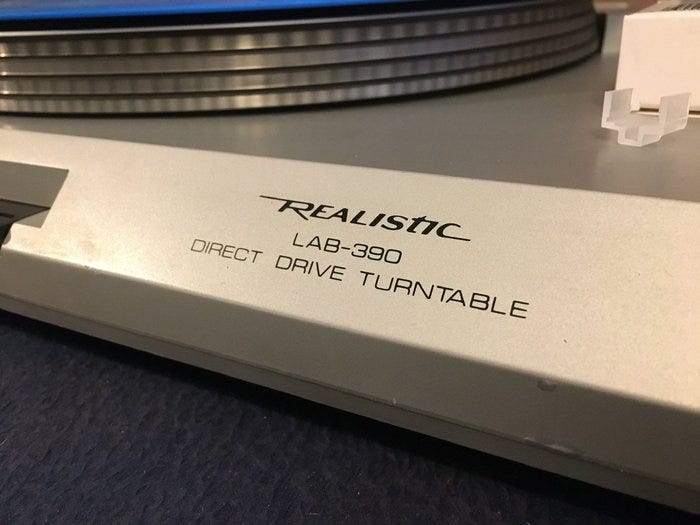 REALISTIC
LAB-390
DIRECT DRIVE TURNTABLE